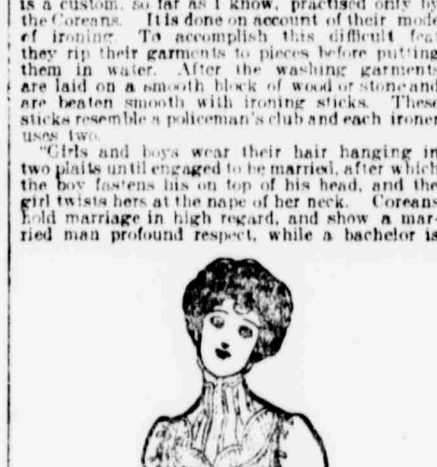 is a custom, so far as I know, practised only by
the Coreans. It is done on account of their mode
of ironing. To accomplish this difficult feat
they rip their garments to pieces before putting
them in water. After the washing garments
are laid on a smooth block of wood or stone and
are beaten smooth with ironing sticks. These
sticks resemble a policeman's club and each ironer
uses two.
"Girls and boys wear their hair hanging in
two plaits until engaged to be married, after which
the boy fastens his on top of his head, and the
girl twists hers at the nape of her neck. Coreans
hold marriage in high regard, and show a mar-
ried man profound respect, while a bachelor is